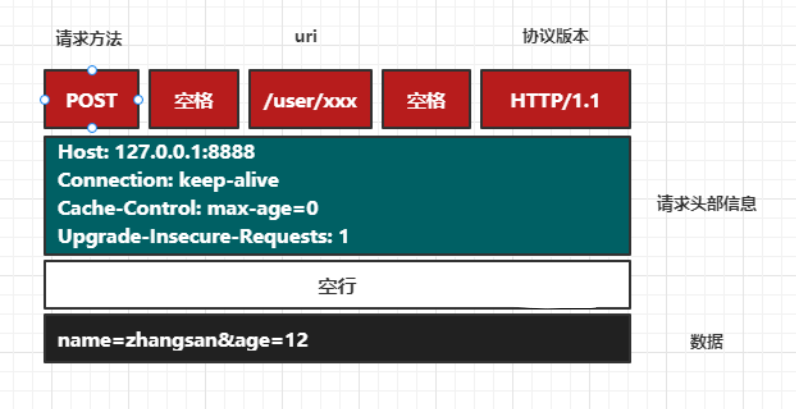 请求方法 uri 协议版本
POST 空格 /user/xxx 空格 HTTP/1.1
Host: 127.0.0.1:8888
Connection: keep-alive
Cache-Control: max-age=0
请求头部信息
Upgrade-Insecure-Requests: 1
空行
name=zhangsan&age=12 数据